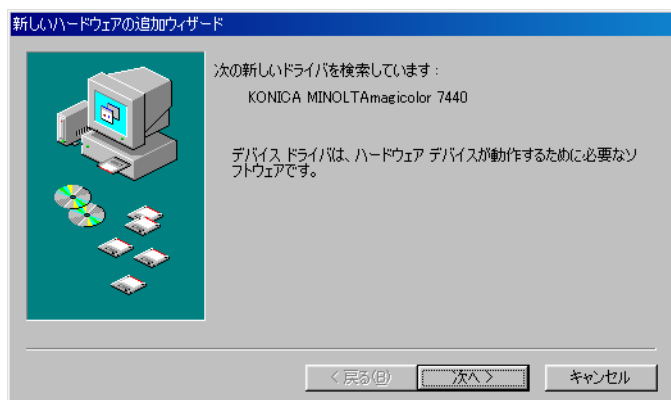 新しいハードウェアの追加ウィザード
次の新しいドライバを検索しています:
KONICA MINOLTAmagicolor 7440
デバイス ドライバは、ハードウェア デバイスが動作するために必要なソ
フトウェアです。
< 戻る(B)
次へ >
キャンセル